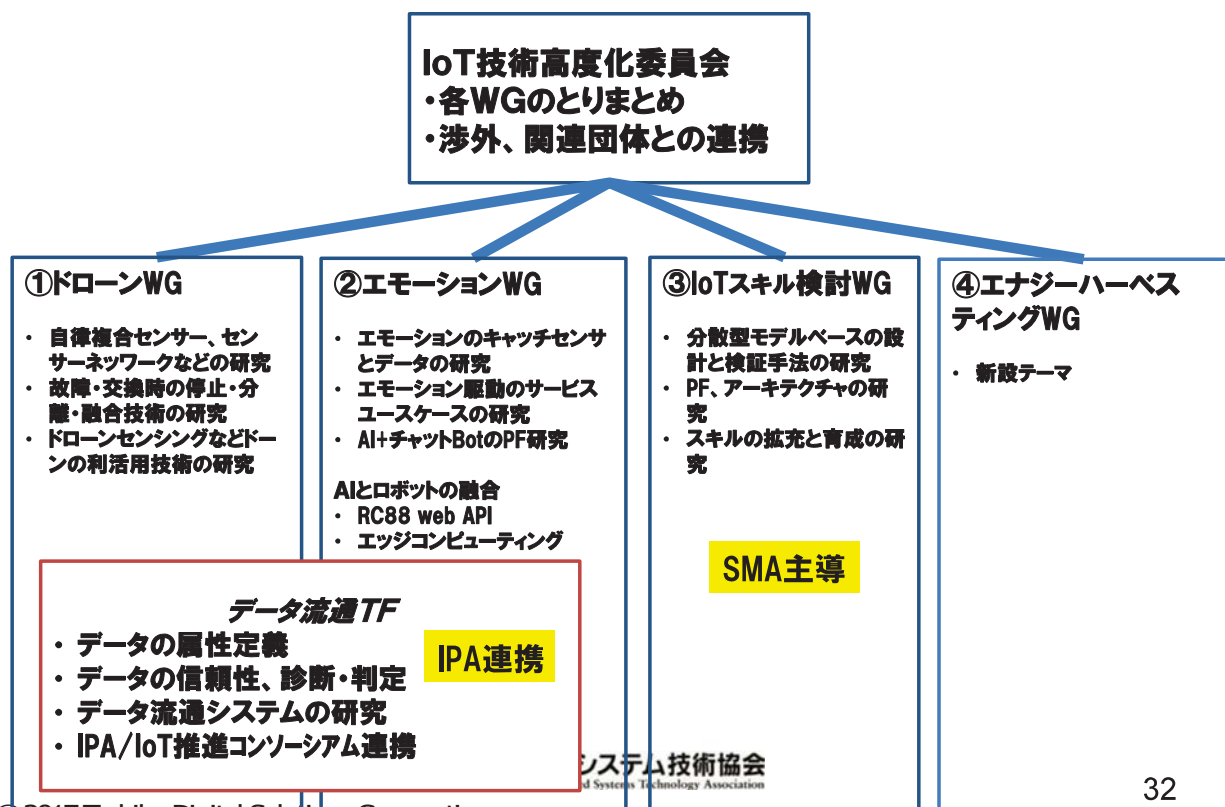 IoT技術高度化委員会
・各WGのとりまとめ
・渉外、関連団体との連携
①ドローンWG
・ 自律複合センサー、セン
サーネッワークなどの研究
・ 故障・交換時の停止・分
離・融合技術の研究
・ ドローンセンシングなどドー
ンの利活用技術の研究
②エモーションWG
・ エモーションのキャッチセンサ
とデータの研究
・ エモーション駆動のサービス
ユースケースの研究
・ AI+チャットBotのPF研究
AIとロボットの融合
・ RC88 web API
・ エッジコンピューティング
③IoTスキル検討WG
・ 分散型モデルベースの設
計と検証手法の研究
・ PF、アーキテクチャの研
究
・ スキルの拡充と育成の研
究
SMA主導
④エナジーハーベス
ティングWG
・ 新設テーマ
データ流通TF
・ データの属性定義
・ データの信頼性、診断・判定
・ データ流通システムの研究
・ IPA/IoT推進コンソーシアム連携
IPA連携
システム技術協会
Systems Technology Association
32